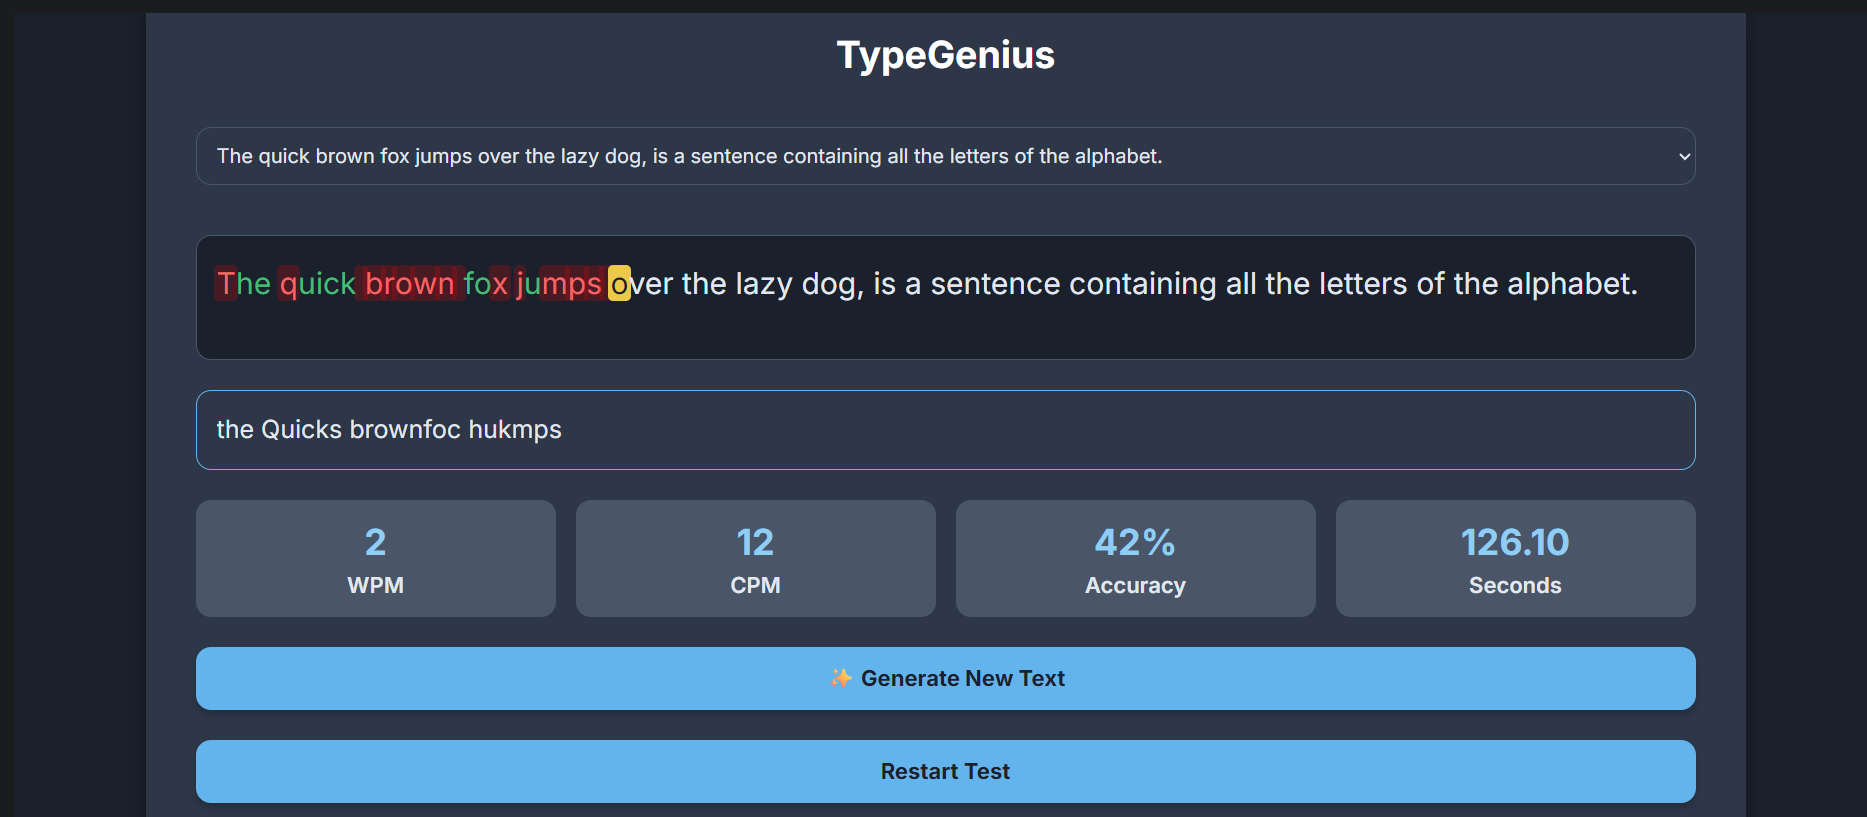 TypeGenius
The quick brown fox jumps over the lazy dog, is a sentence containing all the letters of the alphabet.
The quick brown fox jumps over the lazy dog, is a sentence containing all the letters of the alphabet.
the Quicks brownfoc hukmps
2 12 42% 126.10
WPM CPM Accuracy Seconds
✨ Generate New Text
Restart Test